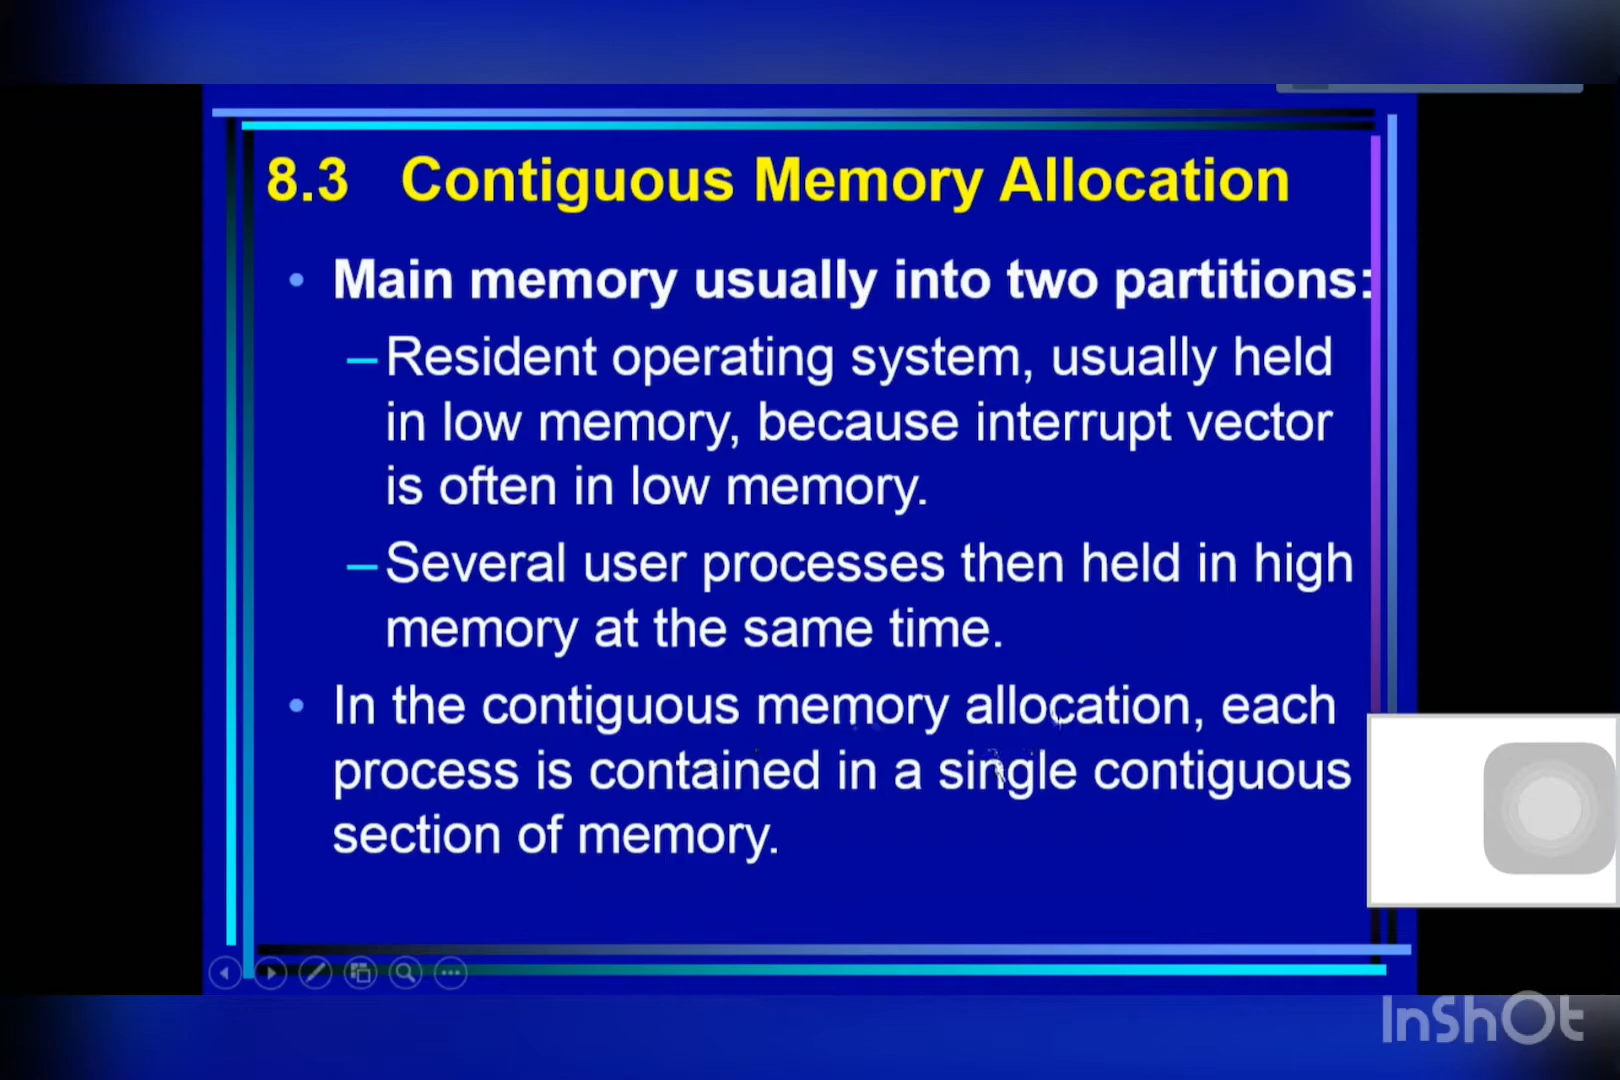 8.3 Contiguous Memory Allocation
• Main memory usually into two partitions:
–Resident operating system, usually held
in low memory, because interrupt vector
is often in low memory.
–Several user processes then held in high
memory at the same time.
• In the contiguous memory allocation, each
process is contained in a single contiguous
section of memory.
InShOt